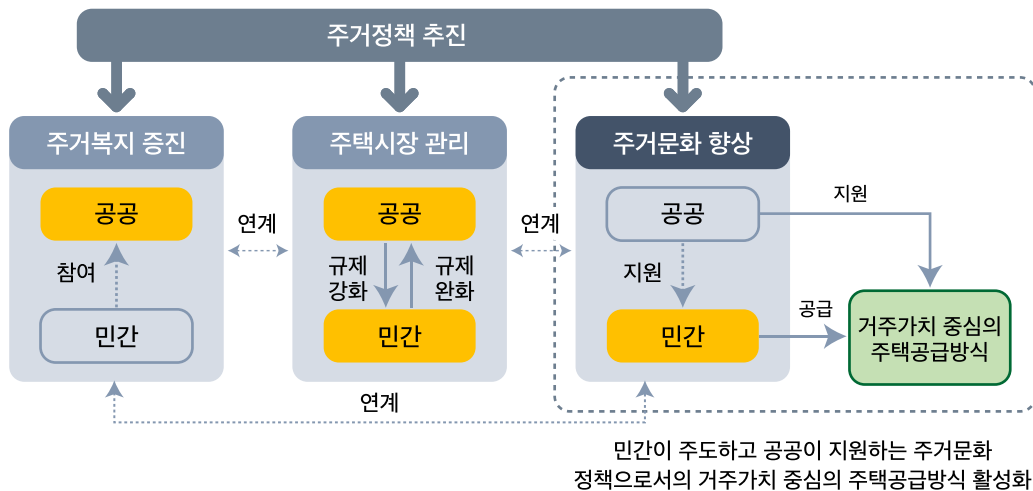 주거정책 추진
주거복지 증진
공공
참여
민간
연계
주택시장 관리
공공
규제
강화
규제
완화
민간
연계
주거문화 향상
공공
지원
민간
지원
공급
거주가치 중심의
주택공급방식
연계
민간이 주도하고 공공이 지원하는 주거문화
정책으로서의 거주가치 중심의 주택공급방식 활성화